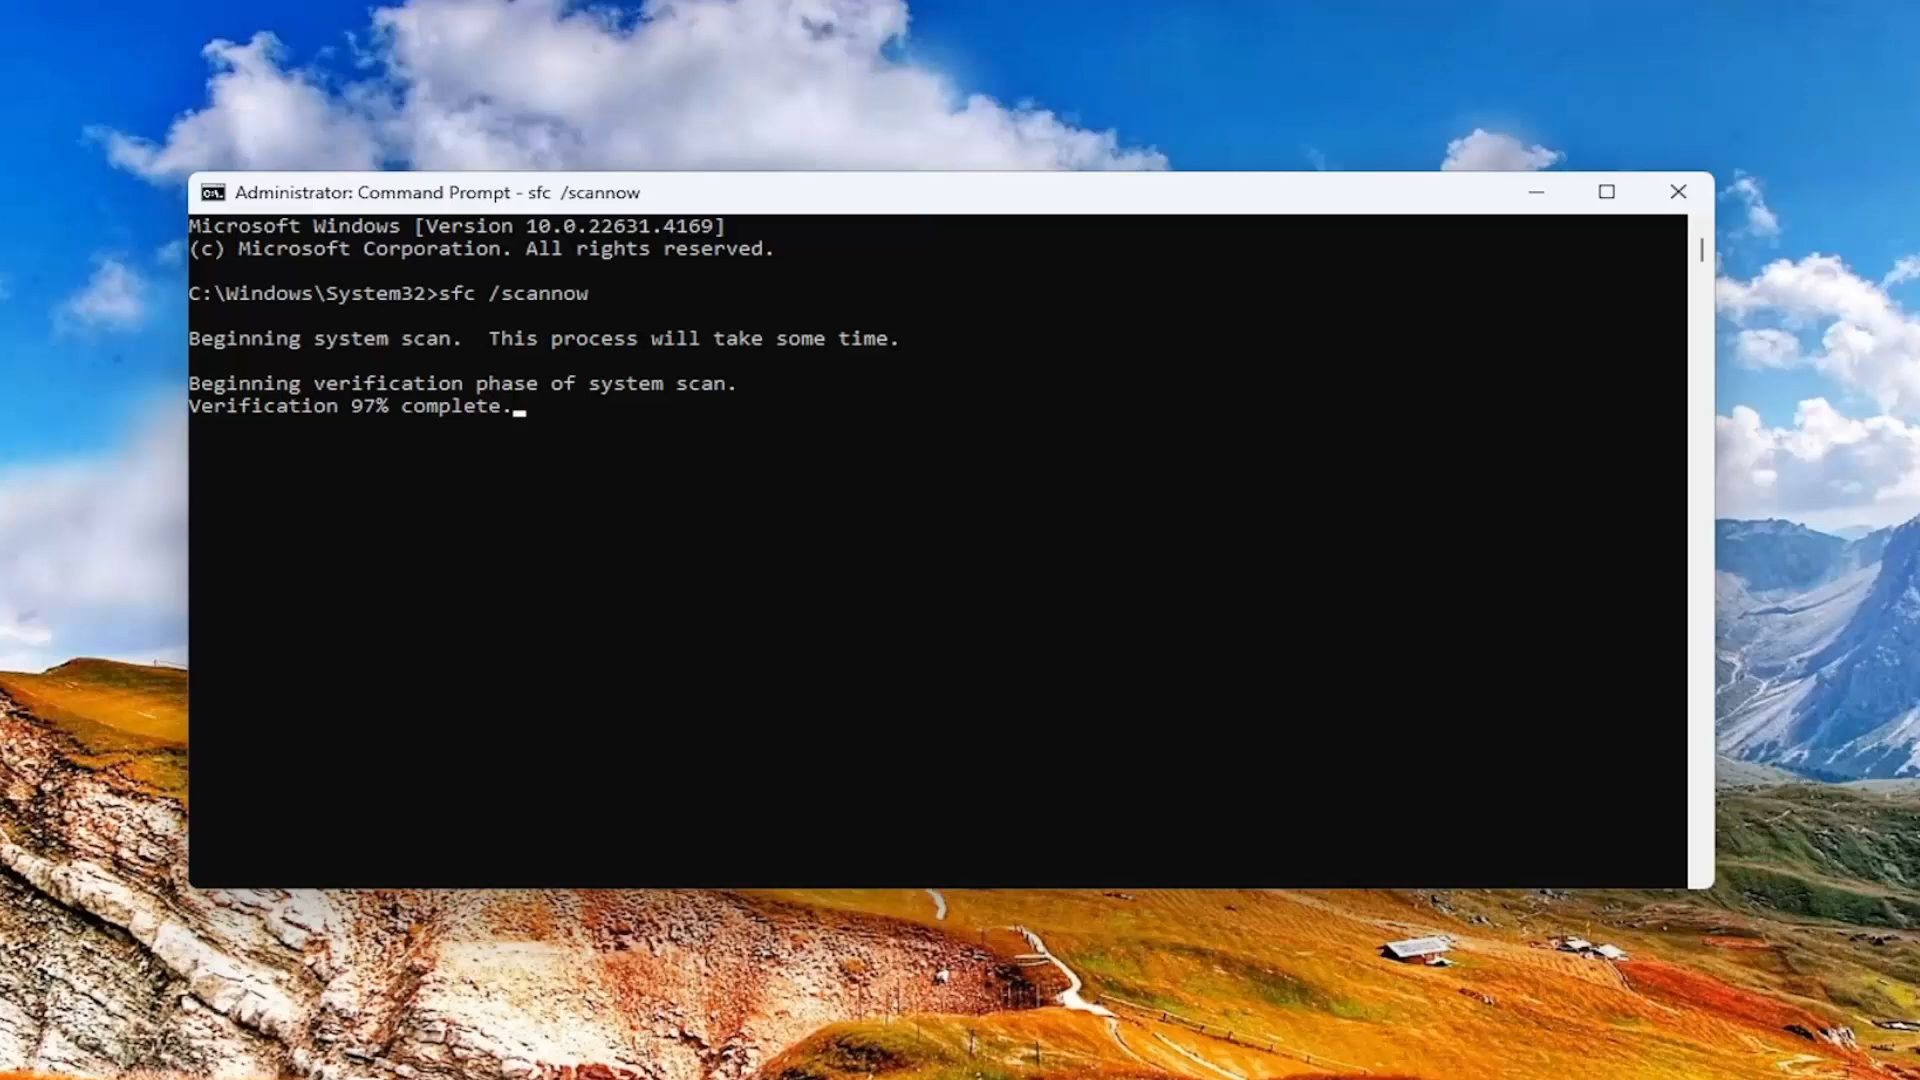 Administrator: Command Prompt - sfc  /scannow
Microsoft Windows [Version 10.0.22631.4169]
(c) Microsoft Corporation. All rights reserved.
C:\Windows\System32>sfc /scannow
Beginning system scan.  This process will take some time.
Beginning verification phase of system scan.
Verification 97% complete.